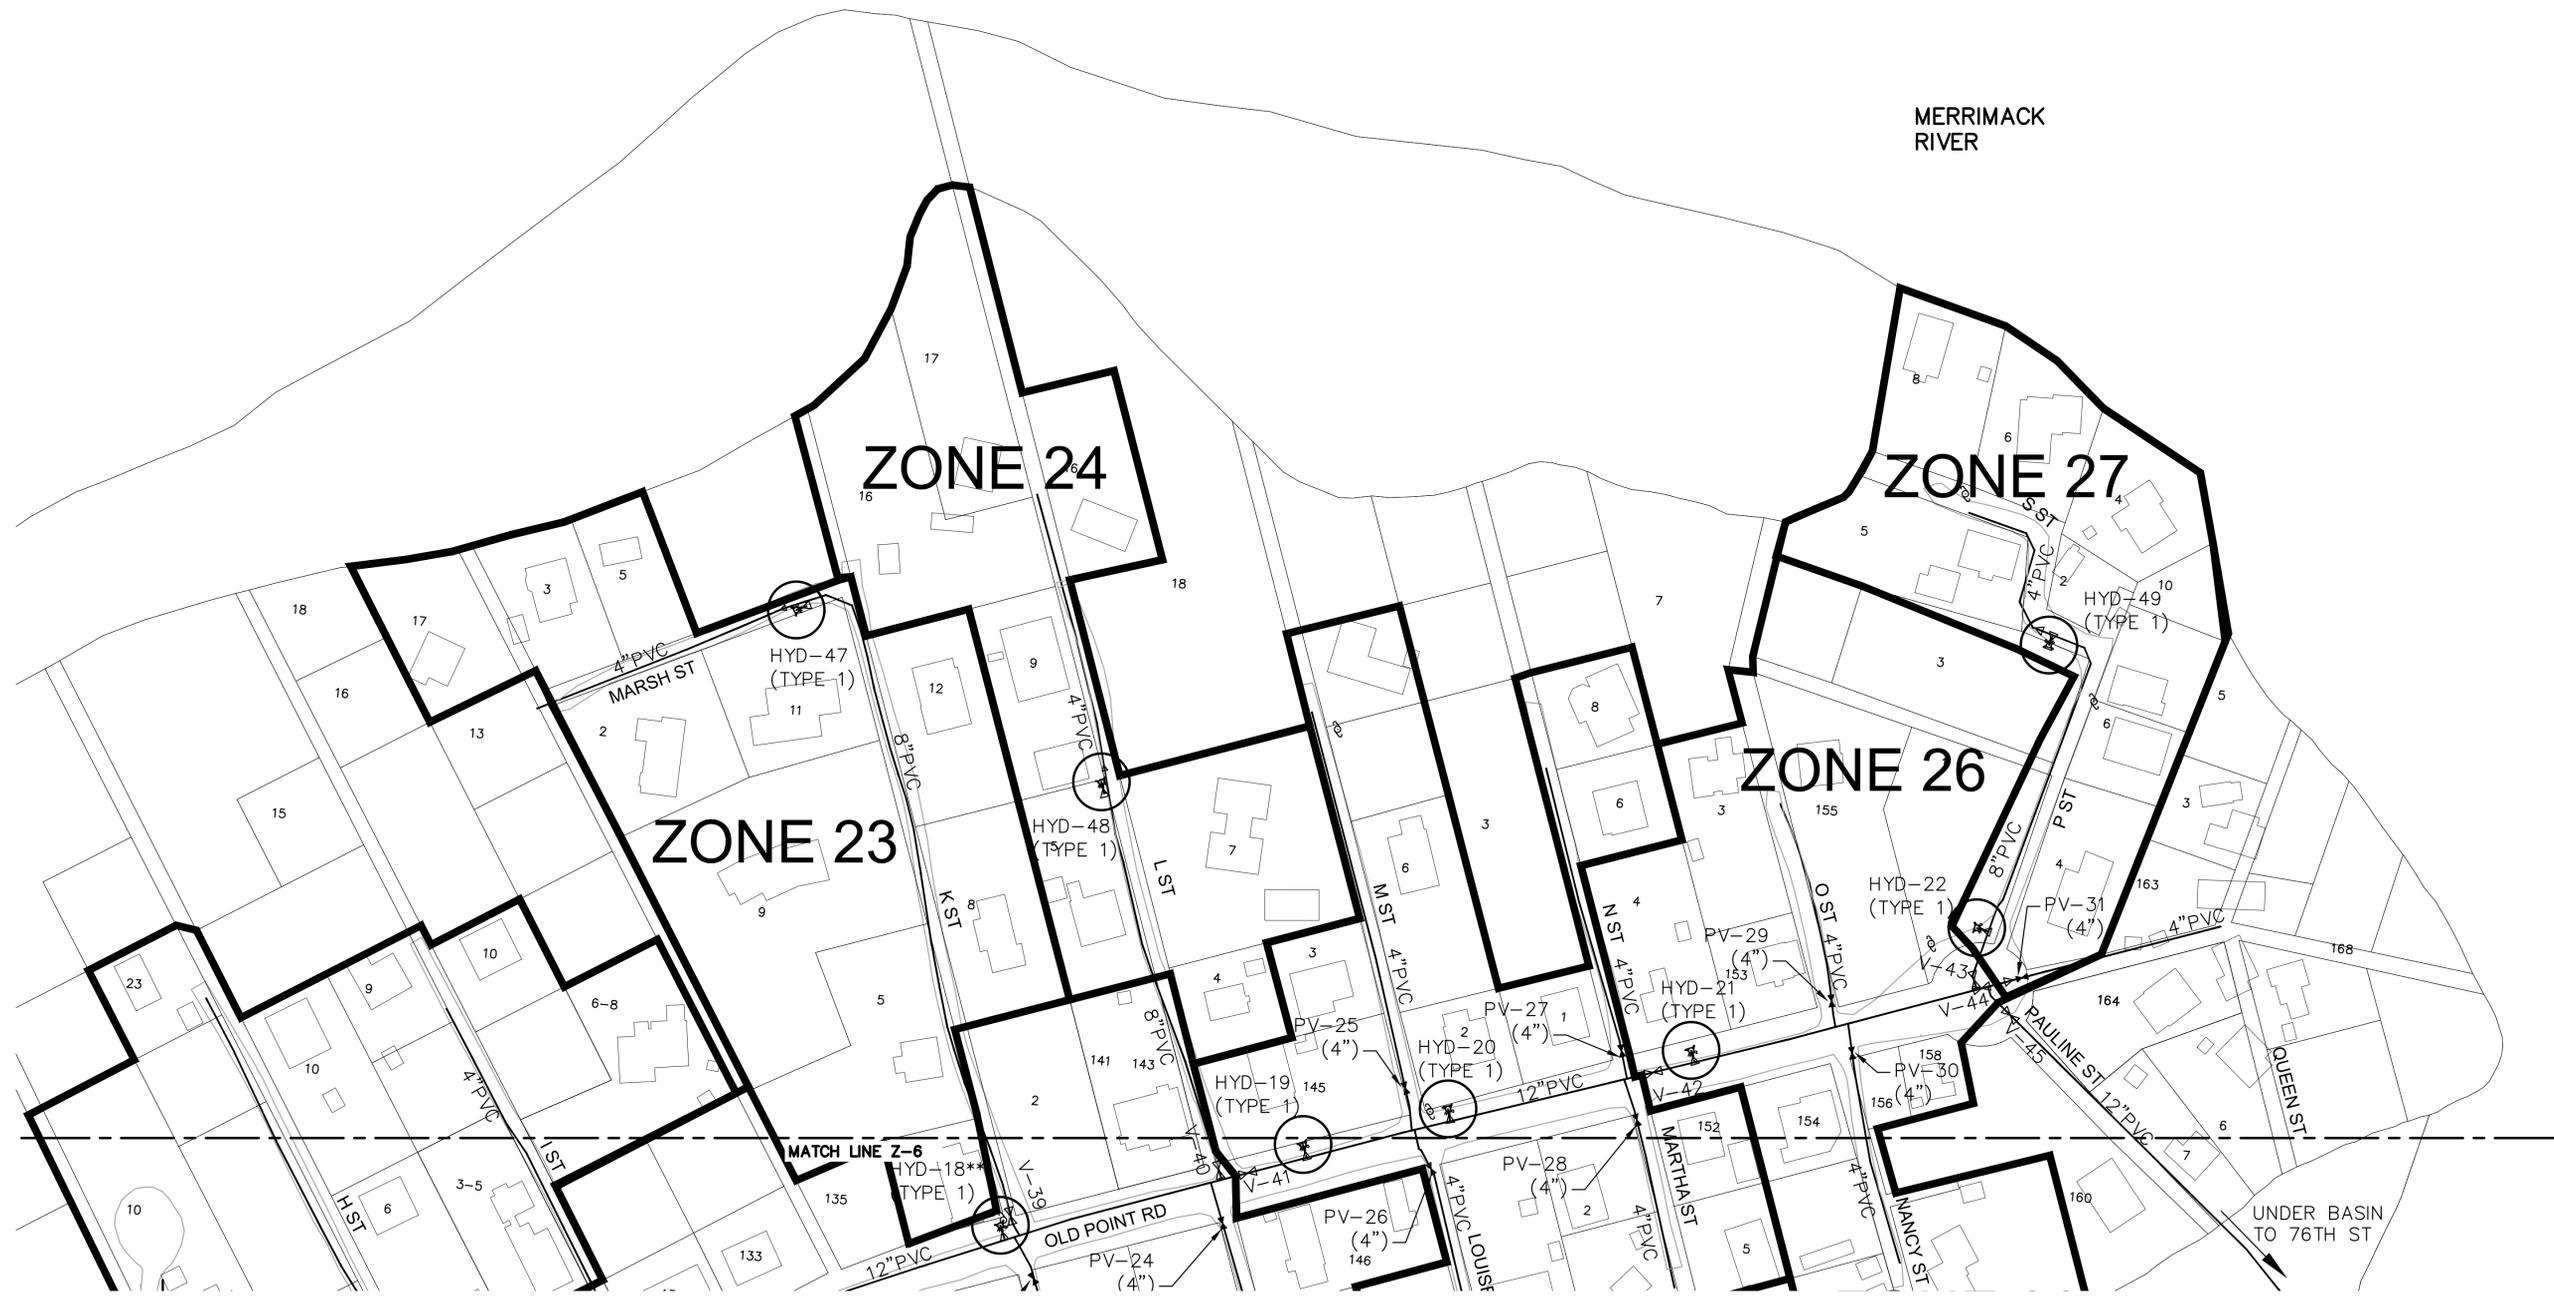 MERRIMACK
RIVER
17
ZONE 24
16
16
8
6
ZONE 27
4
S ST
5
4"PVC
2
10
HYD-49
(TYPE 1)
3
5
18
17
16
18
7
4"PVC
MARSH ST
HYD-47
(TYPE 1)
9
12
11
13
2
3
5
8"PVC
4"PVC
8
6
ZONE 26
3
155
6
3
15
ZONE 23
HYD-48
(TYPE 1)
5
7
3
6
8"PVC
P ST
4
163
9
8
K ST
L ST
M ST
N ST
4
O ST
HYD-22
(TYPE 1)
PV-31
(4")
4"PVC
168
10
23
9
6-8
5
4
3
4"PVC
4"PVC
PV-29
(4")
153
4"PVC
V-43
V-44
164
HYD-21
(TYPE 1)
1
2
PV-27
(4")
PV-25
(4")
HYD-20
(TYPE 1)
8"PVC
141
143
10
4"PVC
2
HYD-19
(TYPE 1)
145
12"PVC
V-42
158
PV-30
(4")
156
PAULINE ST
V-45
QUEEN ST
12"PVC
6
7
MATCH LINE Z-6
152
154
I ST
3-5
H ST
6
10
135
HYD-18**
(TYPE 1)
V-39
V-40
V-41
OLD POINT RD
12"PVC
133
PV-24
(4")
PV-26
(4")
146
4"PVC
PV-28
(4")
2
4"PVC
MARTHA ST
5
4"PVC
NANCY ST
160
UNDER BASIN
TO 76TH ST